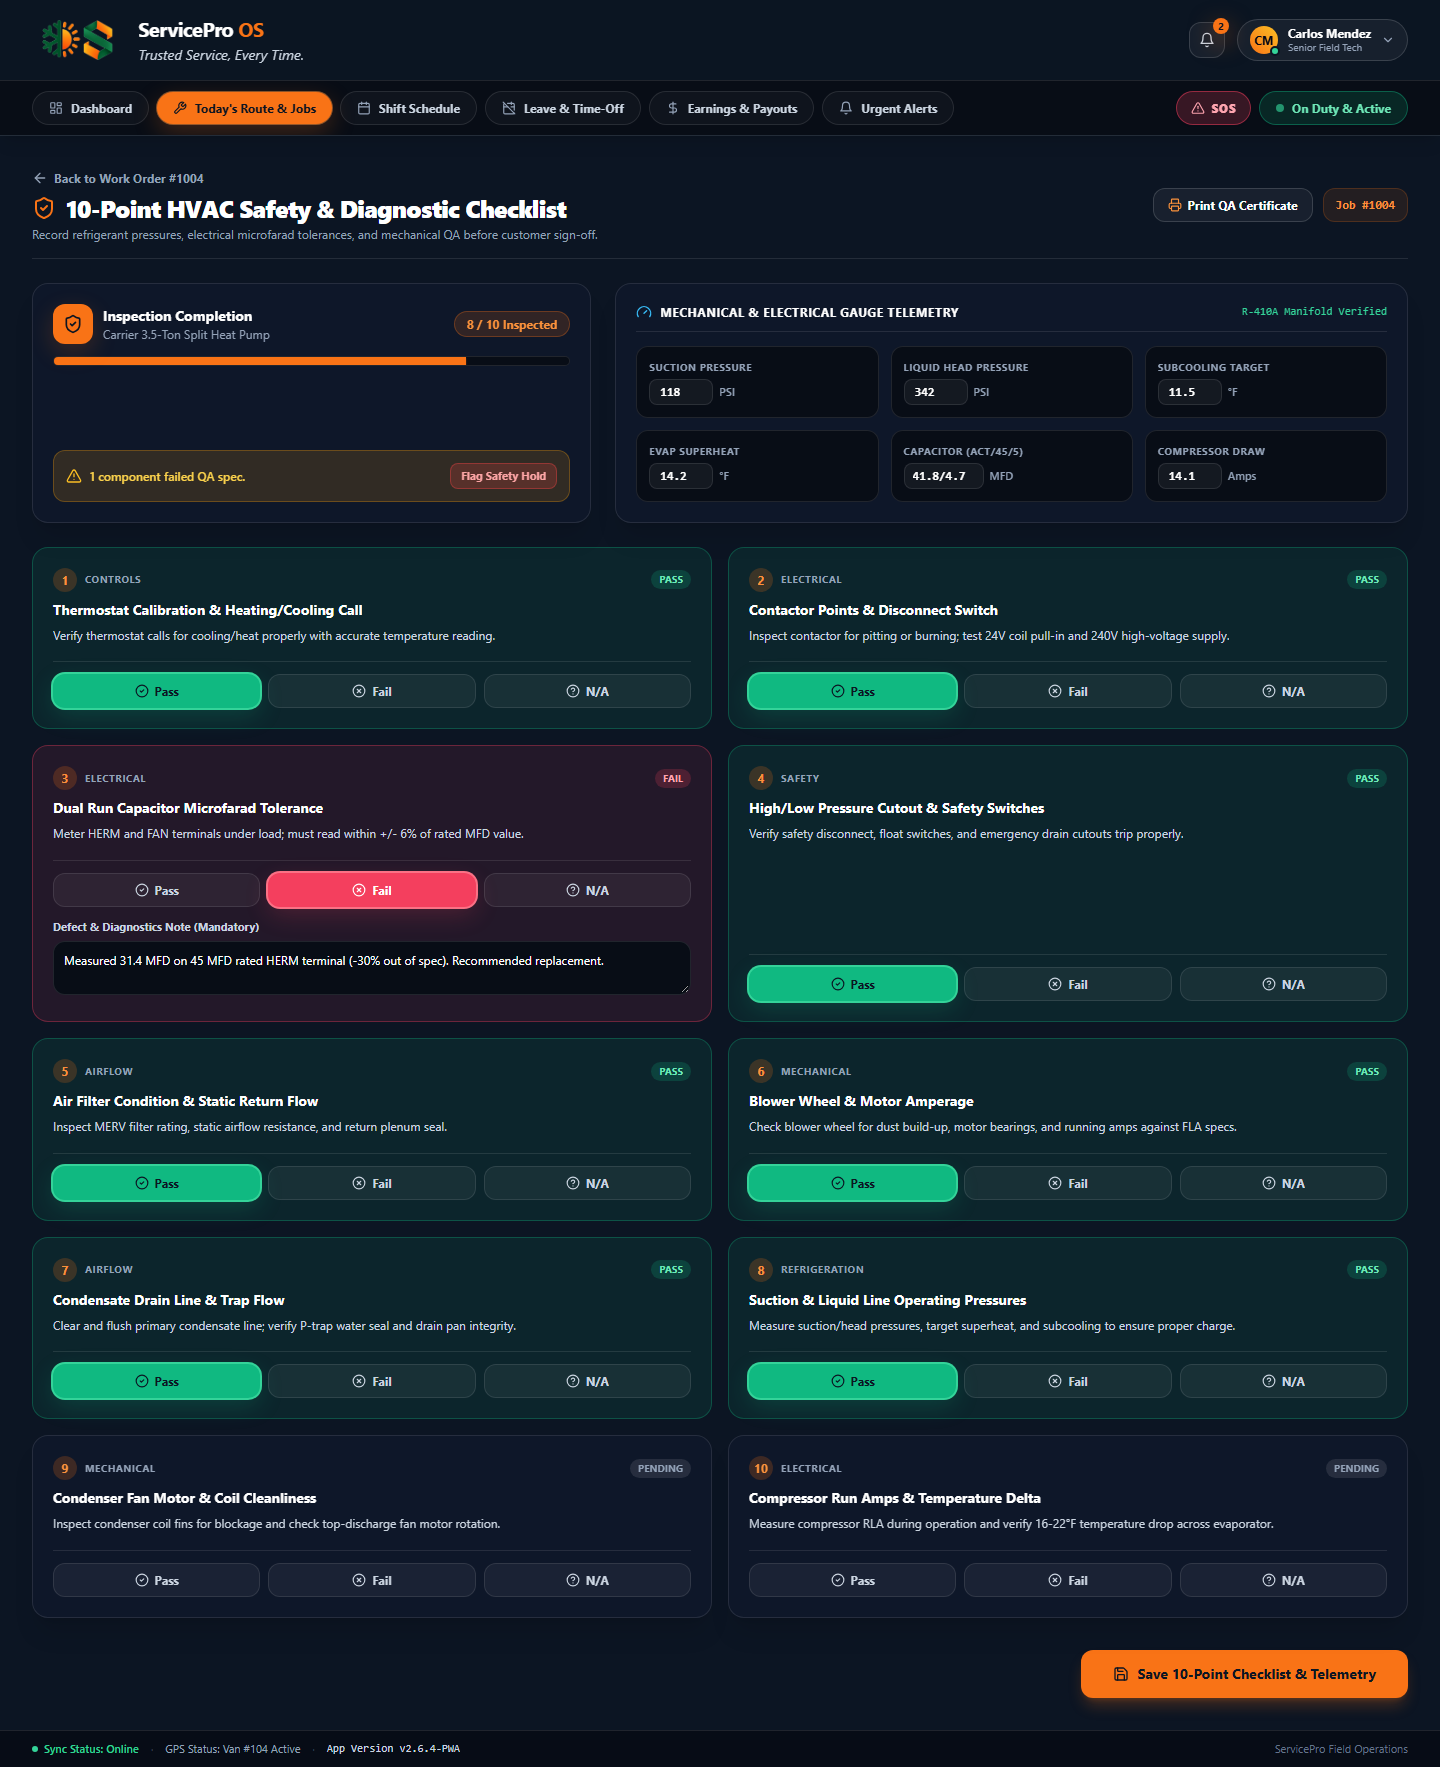 ServicePro OS
Trusted Service, Every Time.
2
CM
Carlos Mendez
Senior Field Tech
Dashboard
Today's Route & Jobs
Shift Schedule
Leave & Time-Off
Earnings & Payouts
Urgent Alerts
SOS
On Duty & Active
Back to Work Order #1004
10-Point HVAC Safety & Diagnostic Checklist
Record refrigerant pressures, electrical microfarad tolerances, and mechanical QA before customer sign-off.
Print QA Certificate
Job #1004
Inspection Completion
Carrier 3.5-Ton Split Heat Pump
8 / 10 Inspected
1 component failed QA spec.
Flag Safety Hold
MECHANICAL & ELECTRICAL GAUGE TELEMETRY
R-410A Manifold Verified
SUCTION PRESSURE
118 PSI
LIQUID HEAD PRESSURE
342 PSI
SUBCOOLING TARGET
11.5 °F
EVAP SUPERHEAT
14.2 °F
CAPACITOR (ACT/45/5)
41.8/4.7 MFD
COMPRESSOR DRAW
14.1 Amps
1 CONTROLS PASS
Thermostat Calibration & Heating/Cooling Call
Verify thermostat calls for cooling/heat properly with accurate temperature reading.
Pass Fail N/A
2 ELECTRICAL PASS
Contactor Points & Disconnect Switch
Inspect contactor for pitting or burning; test 24V coil pull-in and 240V high-voltage supply.
Pass Fail N/A
3 ELECTRICAL FAIL
Dual Run Capacitor Microfarad Tolerance
Meter HERM and FAN terminals under load; must read within +/- 6% of rated MFD value.
Pass Fail N/A
Defect & Diagnostics Note (Mandatory)
Measured 31.4 MFD on 45 MFD rated HERM terminal (-30% out of spec). Recommended replacement.
4 SAFETY PASS
High/Low Pressure Cutout & Safety Switches
Verify safety disconnect, float switches, and emergency drain cutouts trip properly.
Pass Fail N/A
5 AIRFLOW PASS
Air Filter Condition & Static Return Flow
Inspect MERV filter rating, static airflow resistance, and return plenum seal.
Pass Fail N/A
6 MECHANICAL PASS
Blower Wheel & Motor Amperage
Check blower wheel for dust build-up, motor bearings, and running amps against FLA specs.
Pass Fail N/A
7 AIRFLOW PASS
Condensate Drain Line & Trap Flow
Clear and flush primary condensate line; verify P-trap water seal and drain pan integrity.
Pass Fail N/A
8 REFRIGERATION PASS
Suction & Liquid Line Operating Pressures
Measure suction/head pressures, target superheat, and subcooling to ensure proper charge.
Pass Fail N/A
9 MECHANICAL PENDING
Condenser Fan Motor & Coil Cleanliness
Inspect condenser coil fins for blockage and check top-discharge fan motor rotation.
Pass Fail N/A
10 ELECTRICAL PENDING
Compressor Run Amps & Temperature Delta
Measure compressor RLA during operation and verify 16-22°F temperature drop across evaporator.
Pass Fail N/A
Save 10-Point Checklist & Telemetry
Sync Status: Online · GPS Status: Van #104 Active · App Version v2.6.4-PWA
ServicePro Field Operations